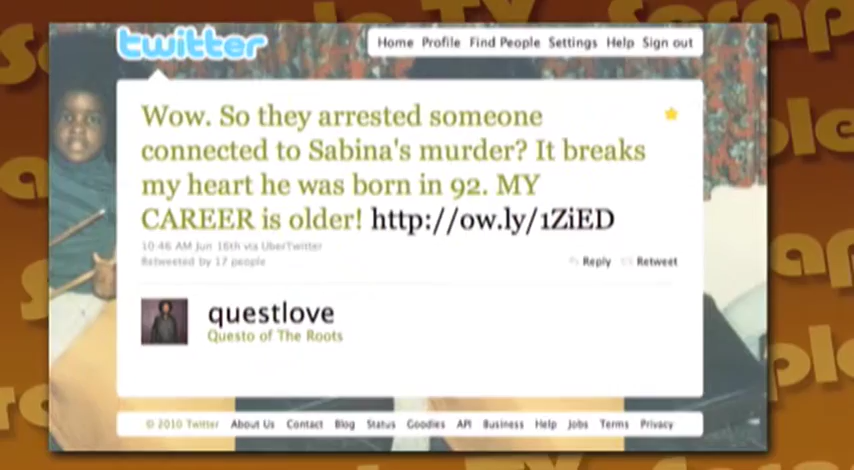 twitter
Home Profile Find People Settings Help Sign out
Wow. So they arrested someone
connected to Sabina's murder? It breaks
my heart he was born in 92. MY
CAREER is older! http://ow.ly/1ZiED
10:46 AM Jun 16th via UberTwitter
Retweeted by 17 people
Reply Retweet
questlove
Questo of The Roots
© 2010 Twitter About Us Contact Blog Status Goodies API Business Help Jobs Terms Privacy